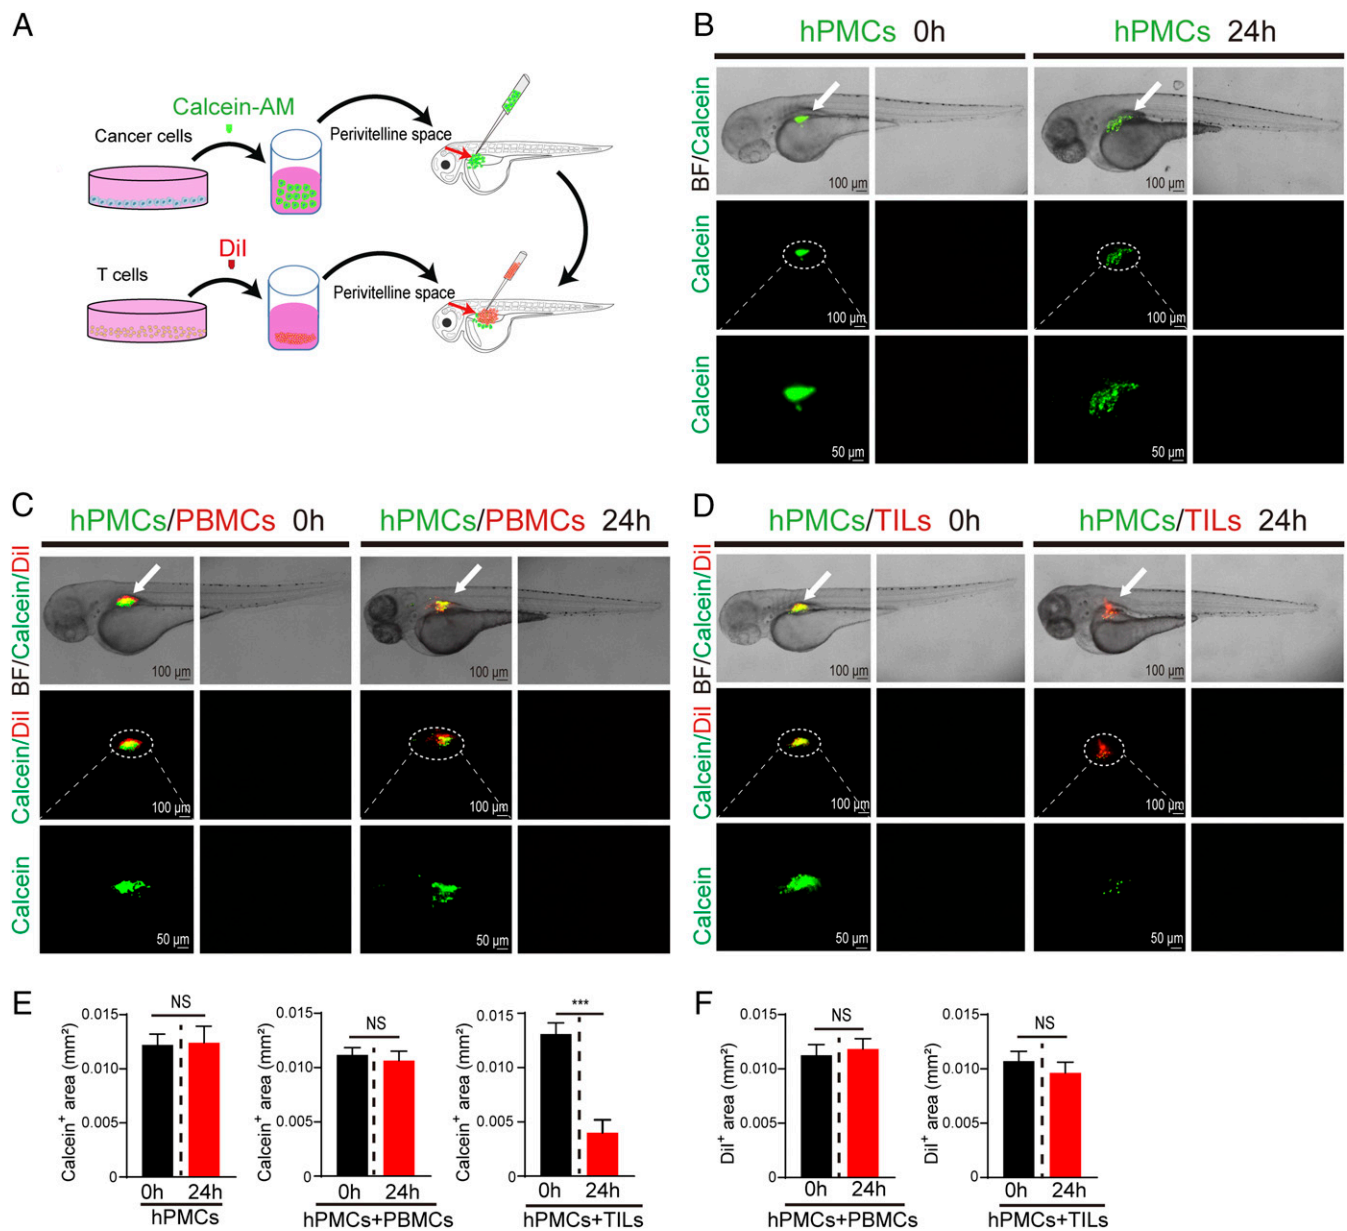 A
Calcein-AM
Cancer cells
Perivitelline space
DiI
T cells
Perivitelline space
B
hPMCs 0h
hPMCs 24h
BF/Calcein
100 µm
100 µm
Calcein
100 µm
100 µm
Calcein
50 µm
50 µm
C
hPMCs/PBMCs 0h
hPMCs/PBMCs 24h
BF/Calcein/DiI
100 µm
100 µm
Calcein/DiI
100 µm
100 µm
Calcein
50 µm
50 µm
D
hPMCs/TILs 0h
hPMCs/TILs 24h
BF/Calcein/DiI
100 µm
100 µm
Calcein/DiI
100 µm
100 µm
Calcein
50 µm
50 µm
E
Calcein⁺ area (mm²)
0.015
0.010
0.005
0
NS
0h 24h
hPMCs
Calcein⁺ area (mm²)
0.015
0.010
0.005
0
NS
0h 24h
hPMCs+PBMCs
Calcein⁺ area (mm²)
0.015
0.010
0.005
0
***
0h 24h
hPMCs+TILs
F
DiI⁺ area (mm²)
0.015
0.010
0.005
0
NS
0h 24h
hPMCs+PBMCs
DiI⁺ area (mm²)
0.015
0.010
0.005
0
NS
0h 24h
hPMCs+TILs